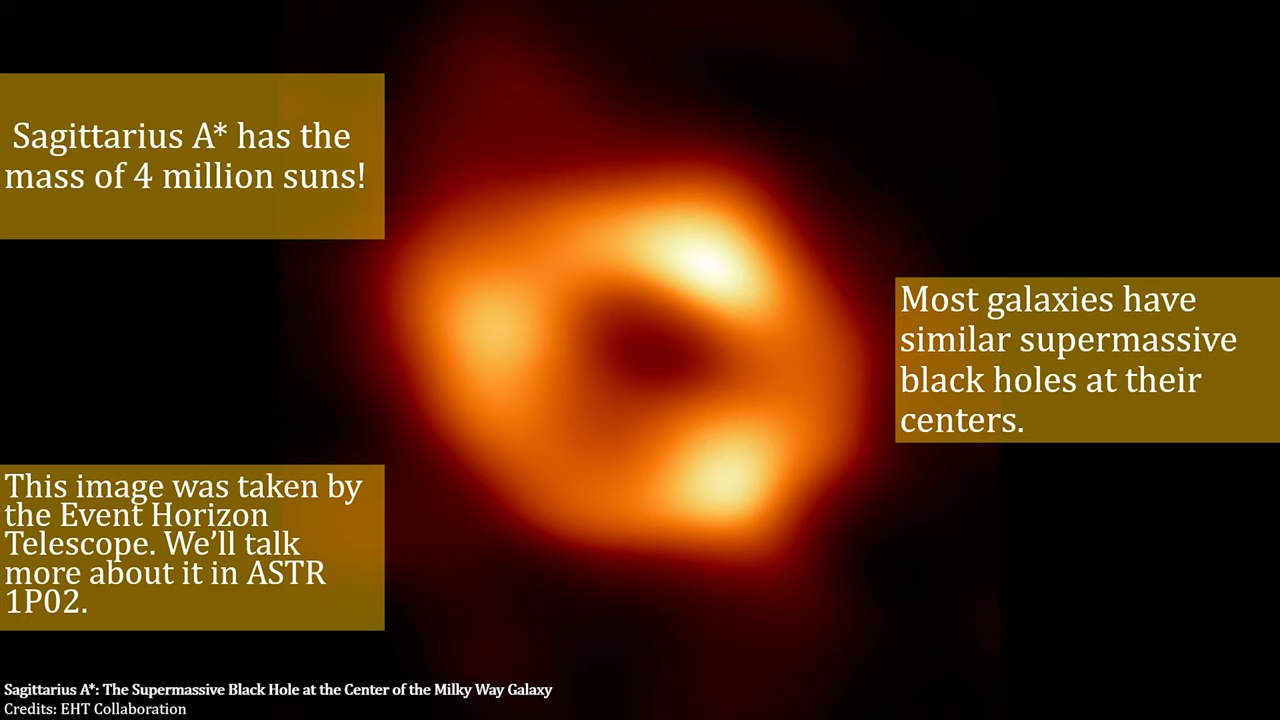 Sagittarius A* has the
mass of 4 million suns!
Most galaxies have
similar supermassive
black holes at their
centers.
This image was taken by
the Event Horizon
Telescope. We’ll talk
more about it in ASTR
1P02.
Sagittarius A*: The Supermassive Black Hole at the Center of the Milky Way Galaxy
Credits: EHT Collaboration